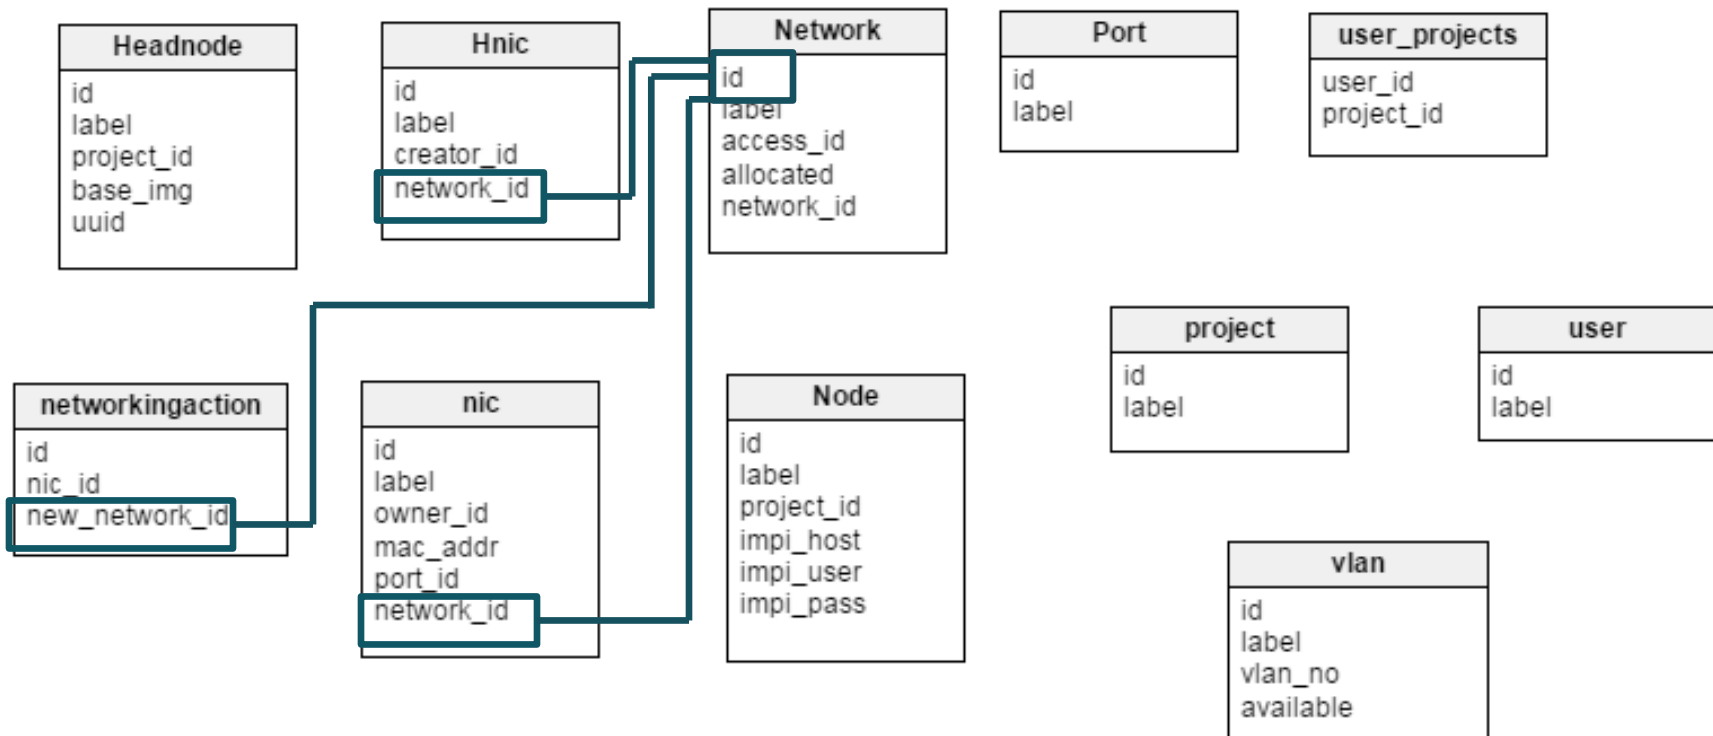 Headnode
id
label
project_id
base_img
uuid
Hnic
id
label
creator_id
network_id
Network
id
label
access_id
allocated
network_id
Port
id
label
user_projects
user_id
project_id
networkingaction
id
nic_id
new_network_id
nic
id
label
owner_id
mac_addr
port_id
network_id
Node
id
label
project_id
impi_host
impi_user
impi_pass
project
id
label
user
id
label
vlan
id
label
vlan_no
available